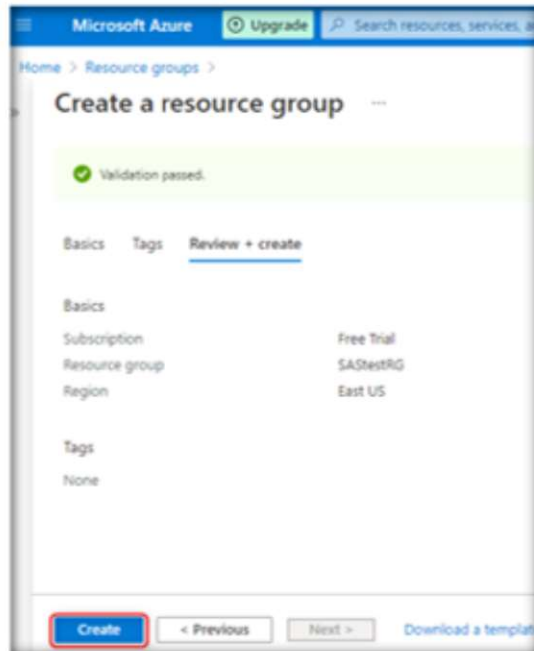 Microsoft Azure Upgrade Search resources, services, a
Home > Resource groups >
Create a resource group ...
Validation passed.
Basics Tags Review + create
Basics
Subscription Free Trial
Resource group SAStestRG
Region East US
Tags
None
Create < Previous Next > Download a templat